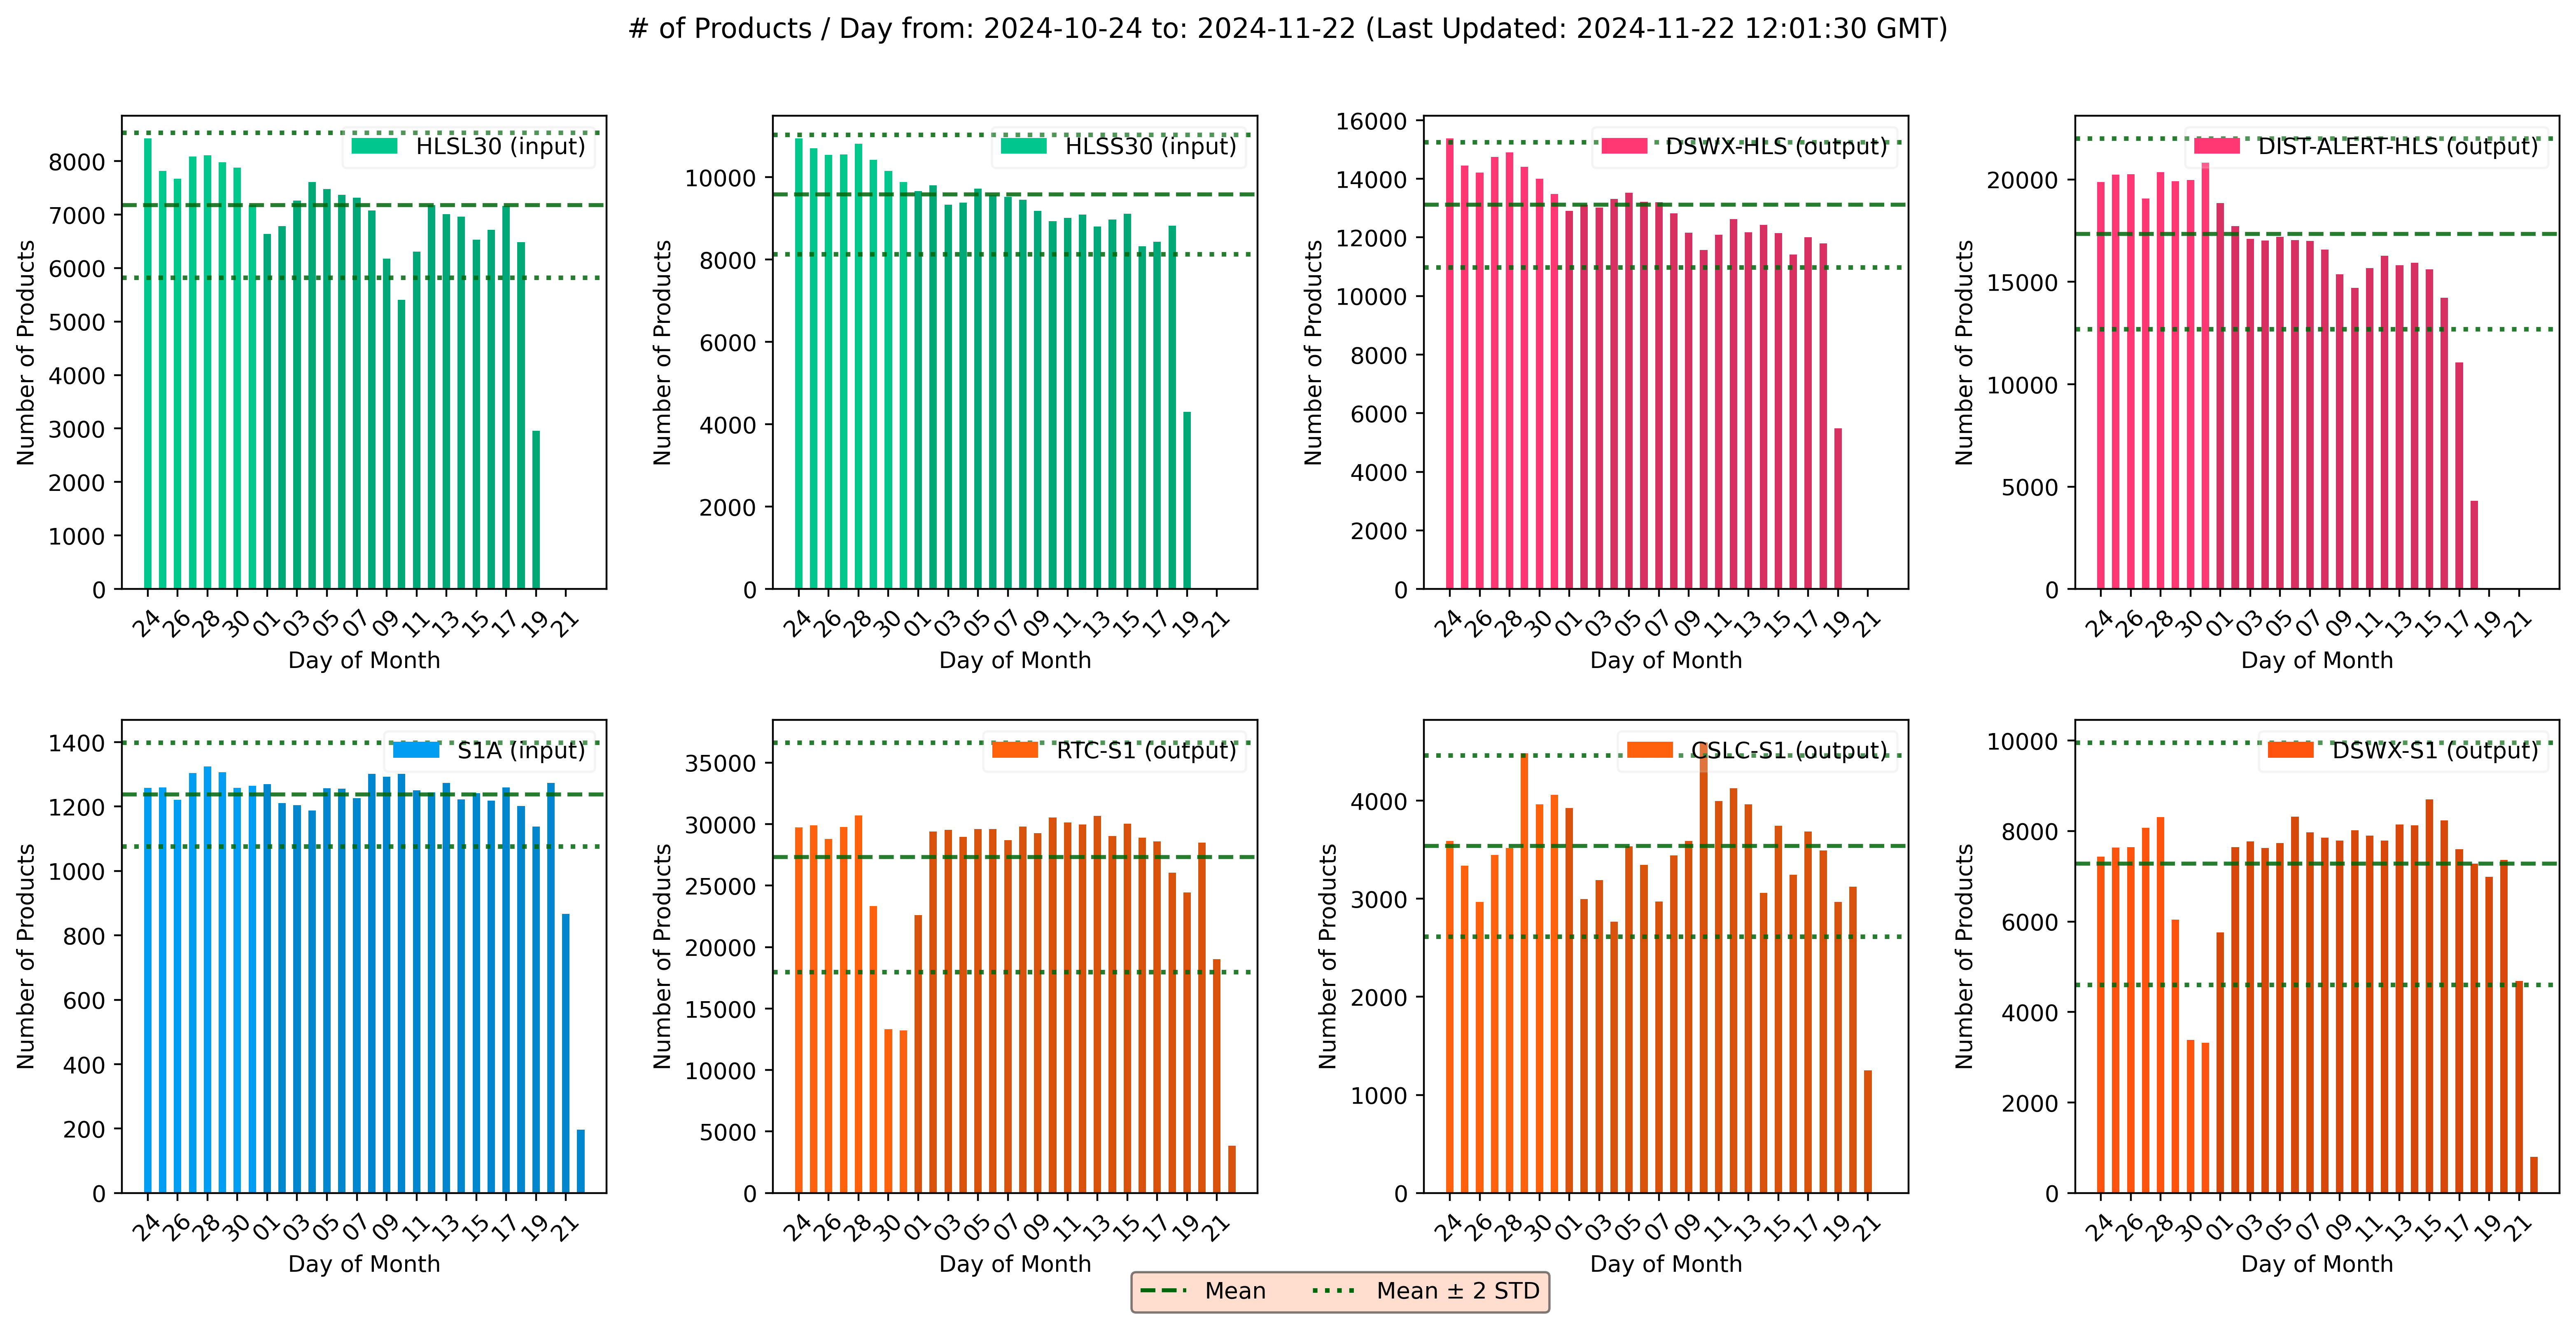 # of Products / Day from: 2024-10-24 to: 2024-11-22 (Last Updated: 2024-11-22 12:01:30 GMT)
HLSL30 (input)
Number of Products
8000
7000
6000
5000
4000
3000
2000
1000
0
24 26 28 30 01 03 05 07 09 11 13 15 17 19 21
Day of Month
HLSS30 (input)
Number of Products
10000
8000
6000
4000
2000
0
24 26 28 30 01 03 05 07 09 11 13 15 17 19 21
Day of Month
DSWX-HLS (output)
Number of Products
16000
14000
12000
10000
8000
6000
4000
2000
0
24 26 28 30 01 03 05 07 09 11 13 15 17 19 21
Day of Month
DIST-ALERT-HLS (output)
Number of Products
20000
15000
10000
5000
0
24 26 28 30 01 03 05 07 09 11 13 15 17 19 21
Day of Month
S1A (input)
Number of Products
1400
1200
1000
800
600
400
200
0
24 26 28 30 01 03 05 07 09 11 13 15 17 19 21
Day of Month
RTC-S1 (output)
Number of Products
35000
30000
25000
20000
15000
10000
5000
0
24 26 28 30 01 03 05 07 09 11 13 15 17 19 21
Day of Month
CSLC-S1 (output)
Number of Products
4000
3000
2000
1000
0
24 26 28 30 01 03 05 07 09 11 13 15 17 19 21
Day of Month
DSWX-S1 (output)
Number of Products
10000
8000
6000
4000
2000
0
24 26 28 30 01 03 05 07 09 11 13 15 17 19 21
Day of Month
Mean
Mean ± 2 STD